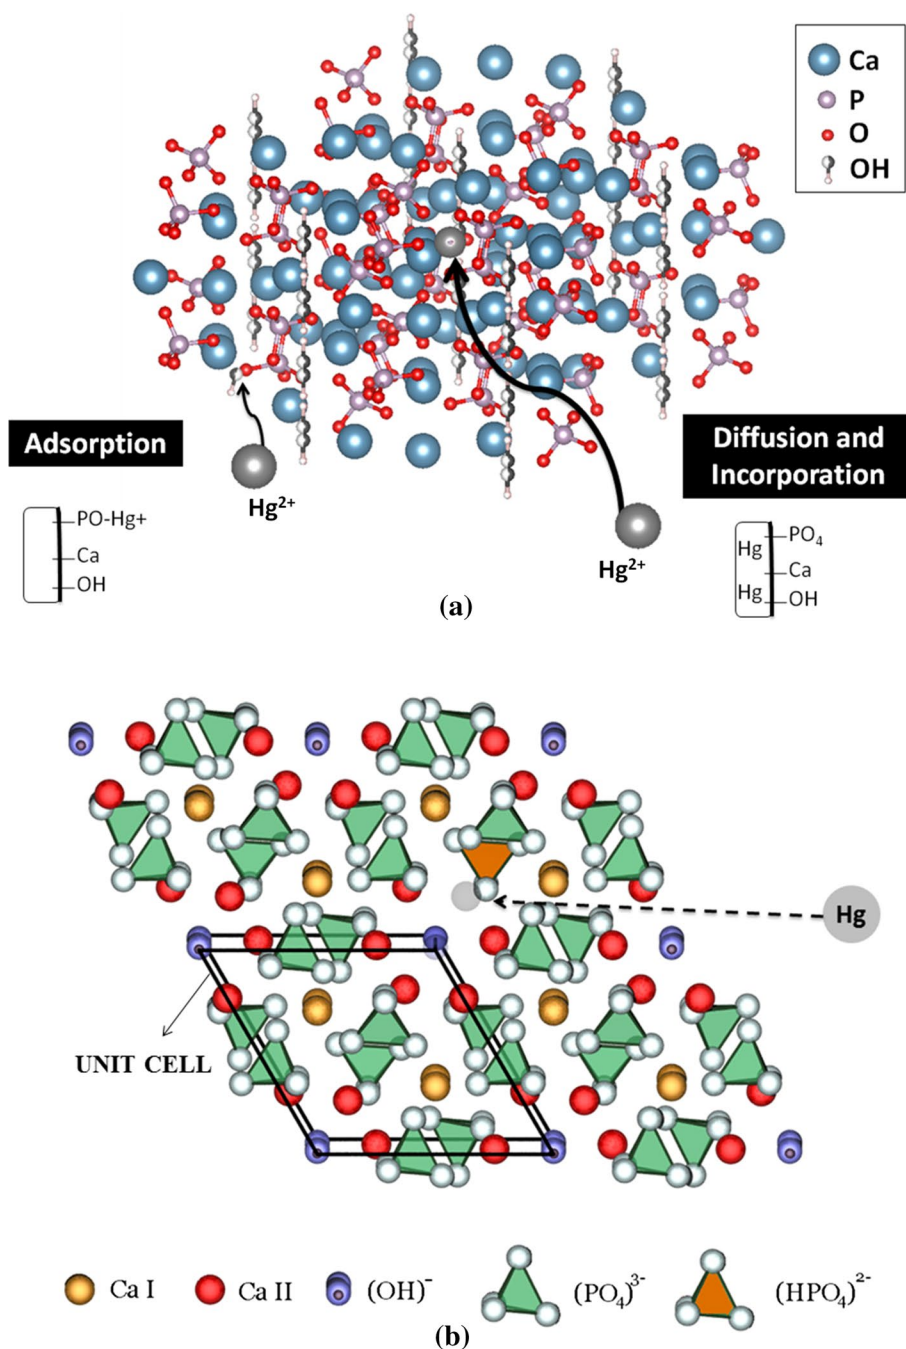 Ca
P
O
OH
Adsorption
Diffusion and
Incorporation
Hg²⁺
PO-Hg+
Ca
OH
Hg²⁺
Hg
PO₄
Ca
Hg
OH
(a)
Hg
UNIT CELL
Ca I
Ca II
(OH)⁻
(PO₄)³⁻
(HPO₄)²⁻
(b)